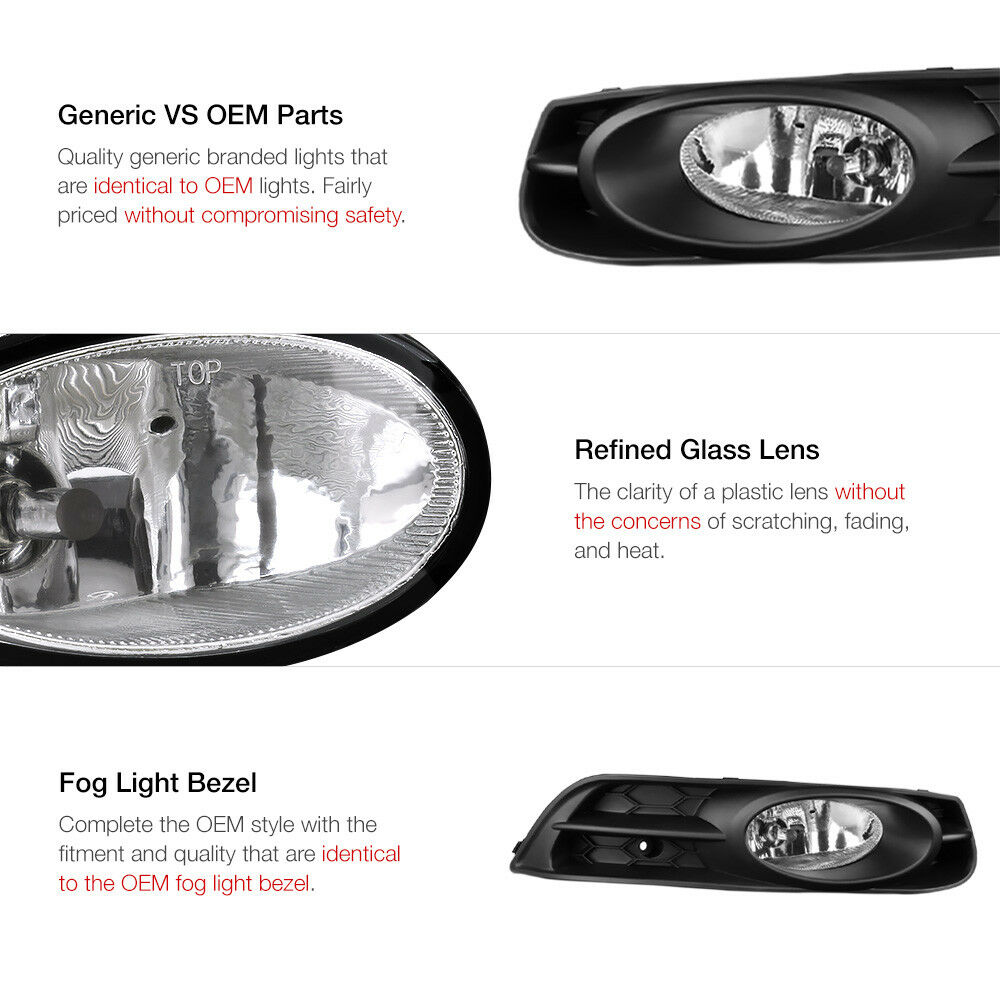 Generic VS OEM Parts
Quality generic branded lights that
are identical to OEM lights. Fairly
priced without compromising safety.
TOP
Refined Glass Lens
The clarity of a plastic lens without
the concerns of scratching, fading,
and heat.
Fog Light Bezel
Complete the OEM style with the
fitment and quality that are identical
to the OEM fog light bezel.